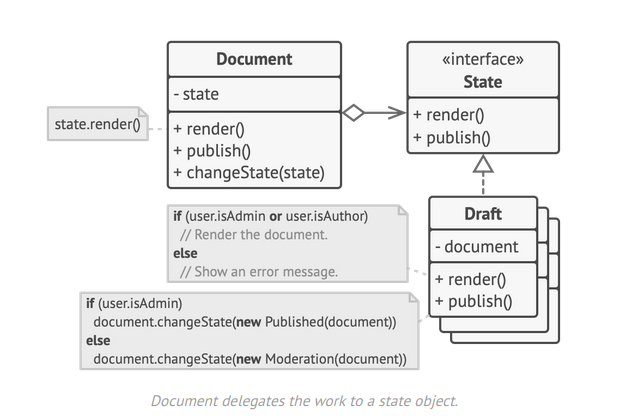 Document
- state
+ render()
+ publish()
+ changeState(state)
state.render()
«interface»
State
+ render()
+ publish()
Draft
- document
+ render()
+ publish()
if (user.isAdmin or user.isAuthor)
// Render the document.
else
// Show an error message.
if (user.isAdmin)
document.changeState(new Published(document))
else
document.changeState(new Moderation(document))
Document delegates the work to a state object.